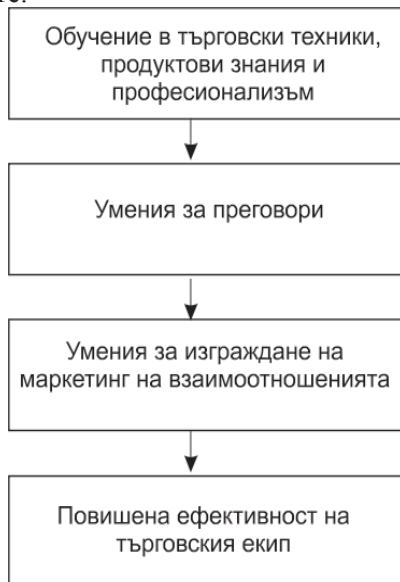 Обучение в търговски техники,
продуктови знания и
професионализъм
Умения за преговори
Умения за изграждане на
маркетинг на взаимоотношенията
Повишена ефективност на
търговския екип